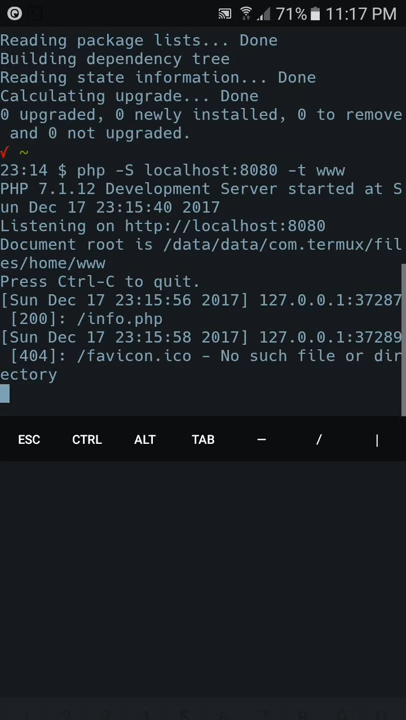 71% 11:17 PM
Reading package lists... Done
Building dependency tree
Reading state information... Done
Calculating upgrade... Done
0 upgraded, 0 newly installed, 0 to remove
and 0 not upgraded.
√ ~
23:14 $ php -S localhost:8080 -t www
PHP 7.1.12 Development Server started at S
un Dec 17 23:15:40 2017
Listening on http://localhost:8080
Document root is /data/data/com.termux/fil
es/home/www
Press Ctrl-C to quit.
[Sun Dec 17 23:15:56 2017] 127.0.0.1:37287
[200]: /info.php
[Sun Dec 17 23:15:58 2017] 127.0.0.1:37289
[404]: /favicon.ico - No such file or dir
ectory
ESC CTRL ALT TAB — / |